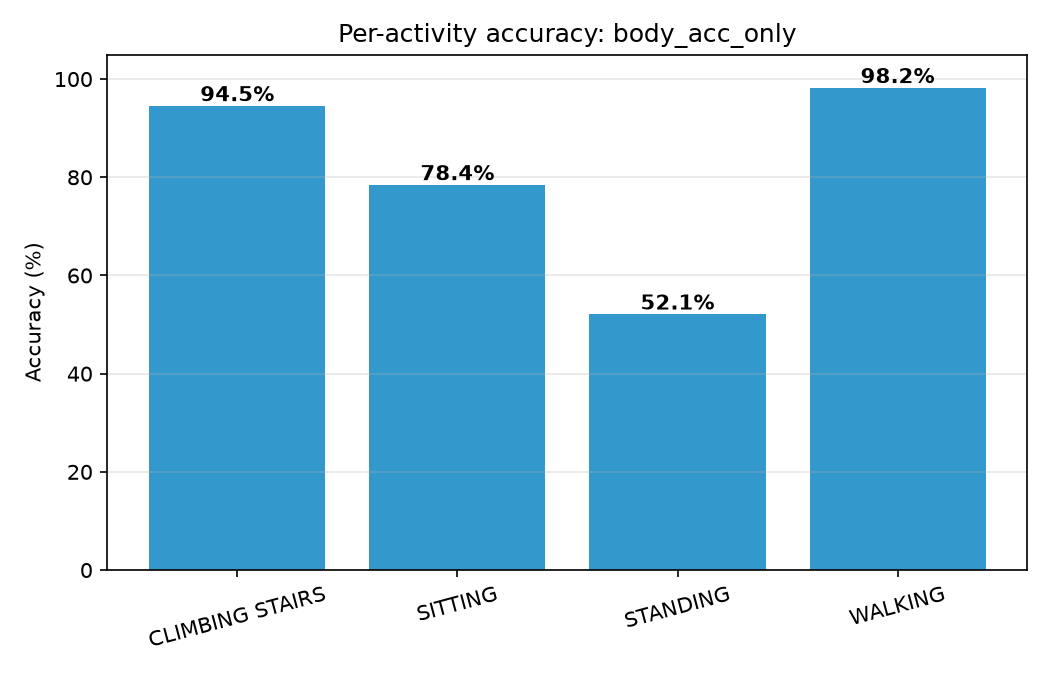 Per-activity accuracy: body_acc_only
Accuracy (%)
100
80
60
40
20
0
94.5%
78.4%
52.1%
98.2%
CLIMBING STAIRS
SITTING
STANDING
WALKING